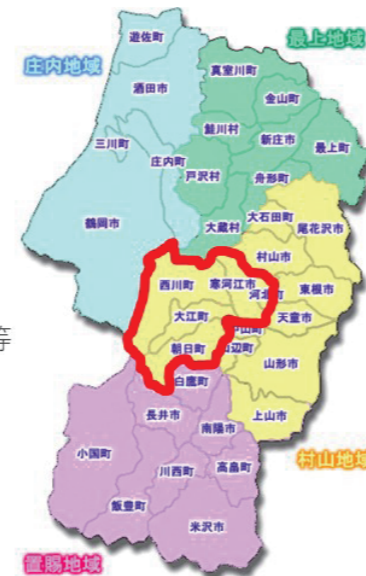 庄内地域
最上地域
遊佐町
酒田市
三川町
庄内町
鶴岡市
真室川町
金山町
鮭川村
新庄市
最上町
戸沢村
舟形町
大蔵村
大石田町
尾花沢市
村山市
西川町
寒河江市
河北町
東根市
大江町
天童市
朝日町
山形市
上山市
村山地域
白鷹町
長井市
南陽市
小国町
川西町
高畠町
飯豊町
米沢市
置賜地域